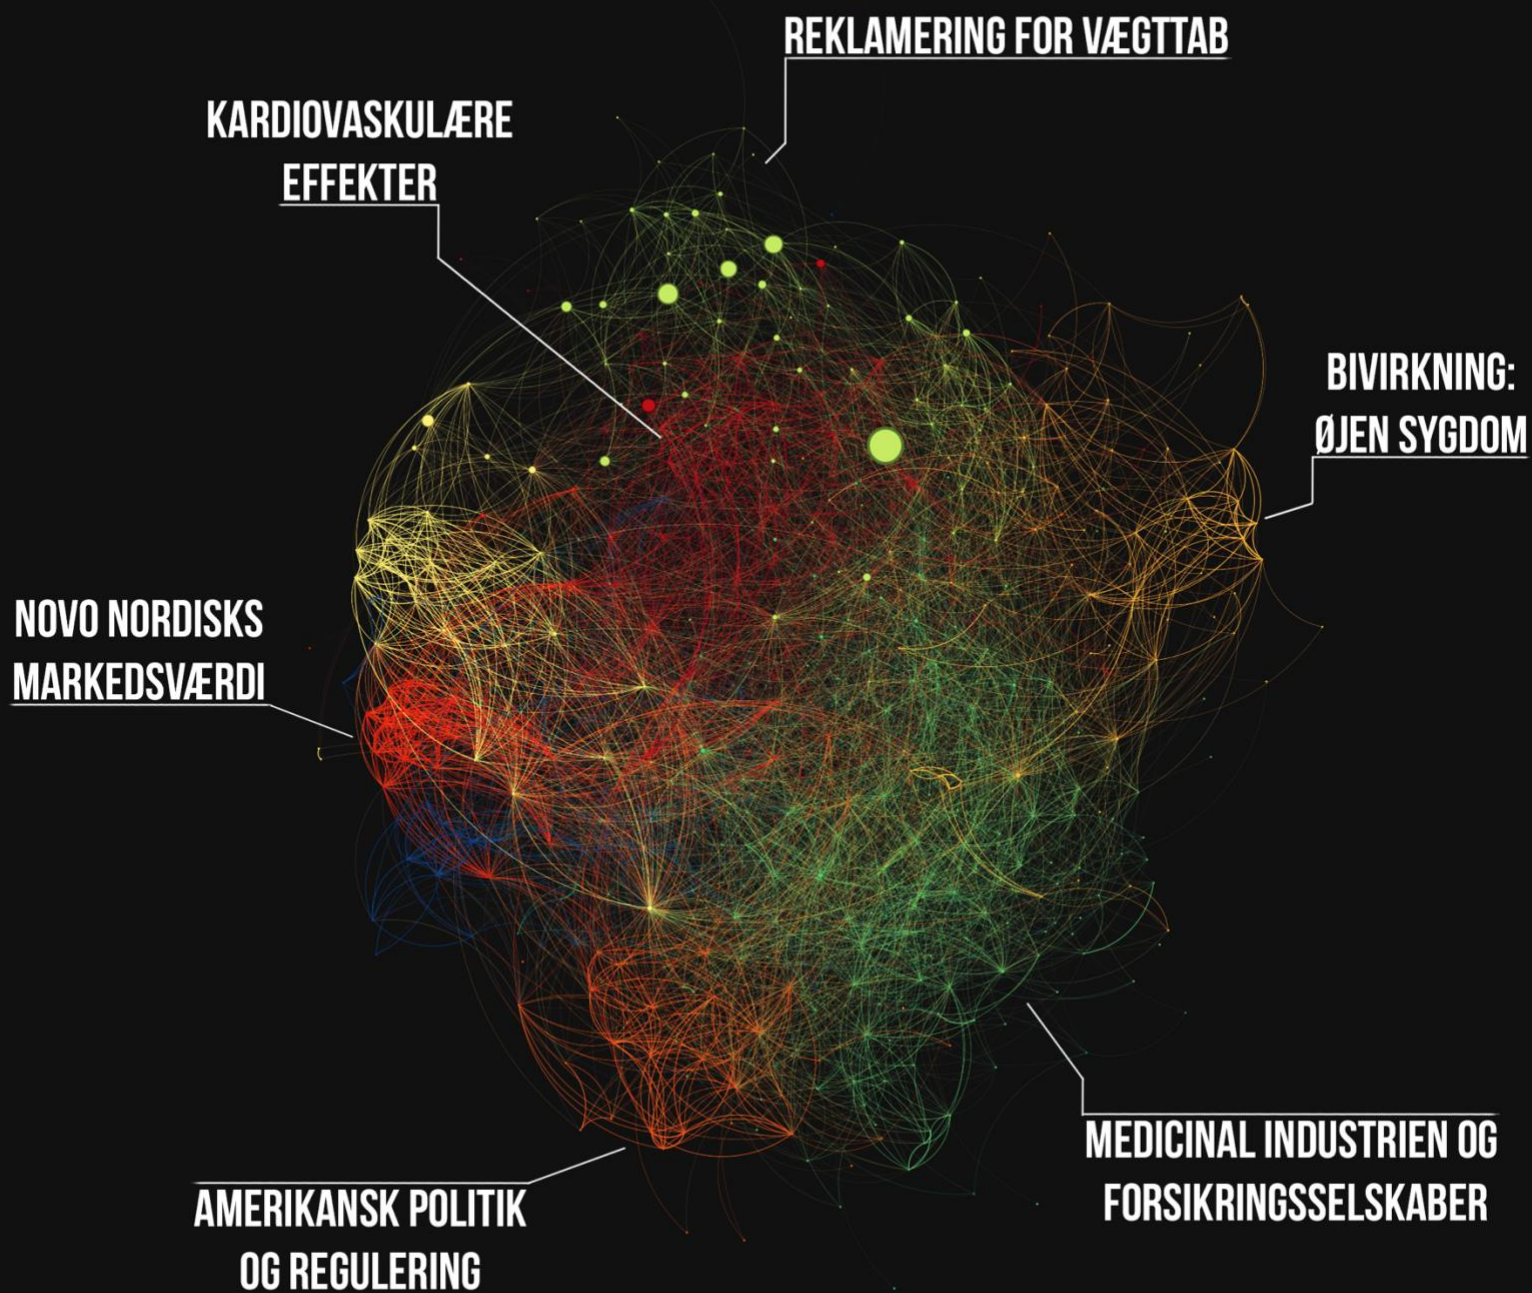 REKLAMERING FOR VÆGTTAB
KARDIOVASKULÆRE
EFFEKTER
BIVIRKNING:
ØJEN SYGDOM
NOVO NORDISKS
MARKEDSVÆRDI
MEDICINAL INDUSTRIEN OG
FORSIKRINGSSELSKABER
AMERIKANSK POLITIK
OG REGULERING